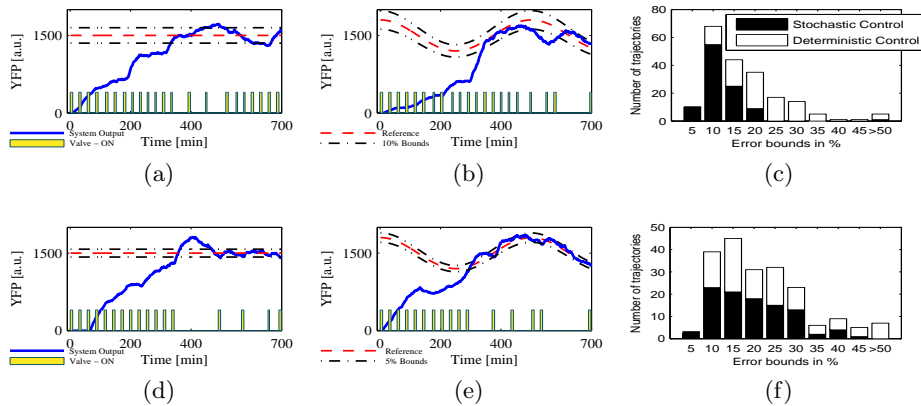 YFP [a.u.]
1500
0
0
200
400
700
Time [min]
System Output
Valve – ON
(a)
YFP [a.u.]
1500
0
0
200
400
700
Time [min]
Reference
10% Bounds
(b)
Number of trajectories
80
60
40
20
0
5 10 15 20 25 30 35 40 45 >50
Error bounds in %
Stochastic Control
Deterministic Control
(c)
YFP [a.u.]
1500
0
0
200
400
700
Time [min]
System Output
Valve – ON
(d)
YFP [a.u.]
1500
0
0
200
400
700
Time [min]
Reference
5% Bounds
(e)
Number of trajectories
50
40
30
20
10
0
5 10 15 20 25 30 35 40 45 >50
Error bounds in %
(f)